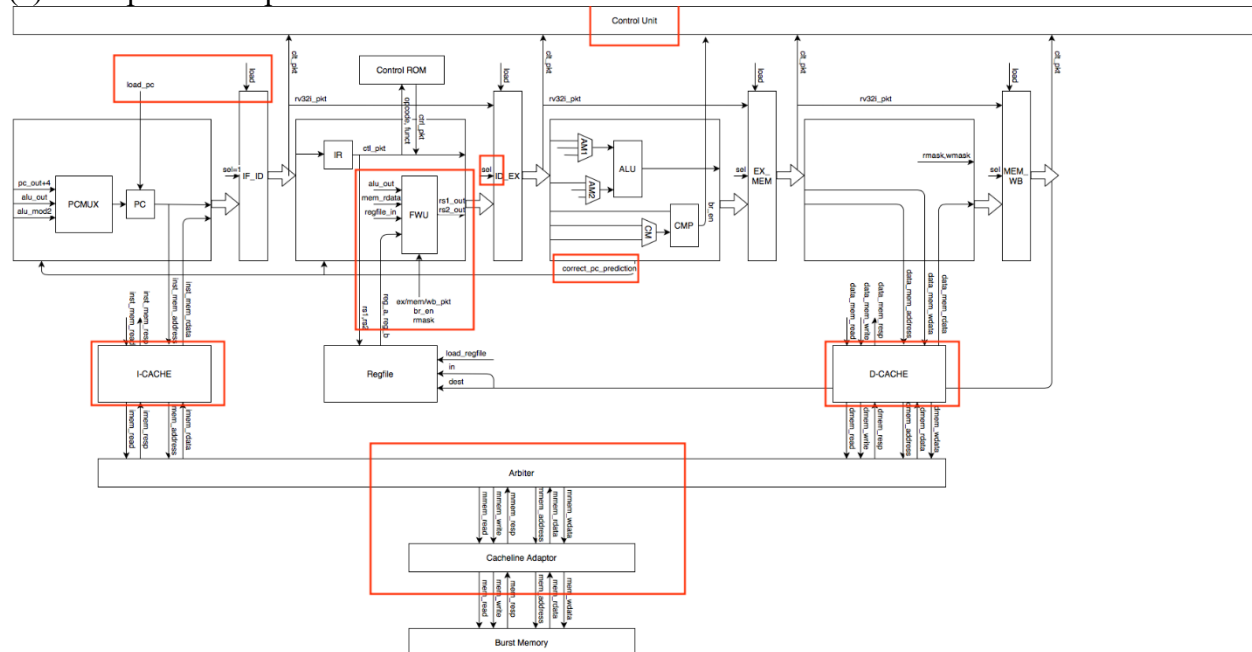 Control Unit
load_pc
load
clt_pkt
Control ROM
opcode, funct
ctrl_pkt
rv32i_pkt
load
clt_pkt
rv32i_pkt
load
clt_pkt
rv32i_pkt
load
clt_pkt
pc_out+4
alu_out
alu_mod2
PCMUX
PC
sel=1
IF_ID
IR
ctl_pkt
alu_out
mem_rdata
regfile_in
FWU
rs1_out
rs2_out
ex/mem/wb_pkt
br_en
rmask
sel
ID_EX
AM1
AM2
ALU
CM
CMP
br_en
sel
EX_MEM
rmask,wmask
sel
MEM_WB
correct_pc_prediction
inst_mem_read
inst_mem_resp
inst_mem_address
inst_mem_rdata
rs1,rs2
reg_a, reg_b
data_mem_read
data_mem_write
data_mem_resp
data_mem_address
data_mem_wdata
data_mem_rdata
I-CACHE
Regfile
load_regfile
in
dest
D-CACHE
imem_read
imem_resp
imem_address
imem_rdata
dmem_read
dmem_write
dmem_resp
dmem_address
dmem_rdata
dmem_wdata
Arbiter
mmem_read
mmem_write
mmem_resp
mmem_address
mmem_rdata
mmem_wdata
Cacheline Adaptor
mem_read
mem_write
mem_resp
mem_address
mem_rdata
mem_wdata
Burst Memory